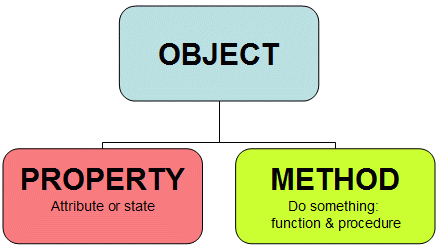 OBJECT
PROPERTY
Attribute or state
METHOD
Do something:
function & procedure